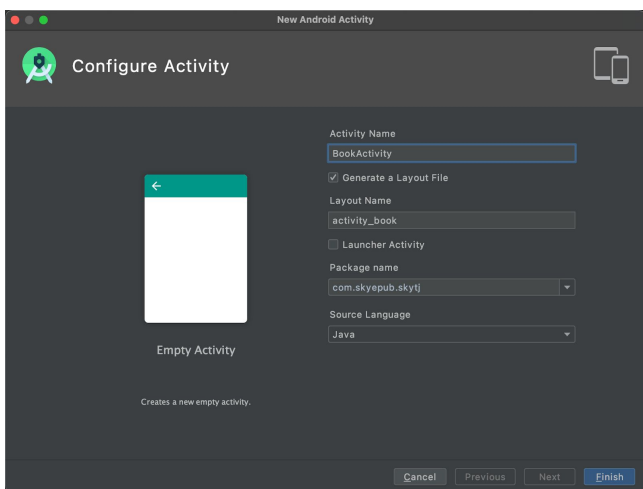 New Android Activity
Configure Activity
Activity Name
BookActivity
Generate a Layout File
Layout Name
activity_book
Launcher Activity
Package name
com.skyepub.skytj
Source Language
Java
Empty Activity
Creates a new empty activity.
Cancel
Previous
Next
Finish